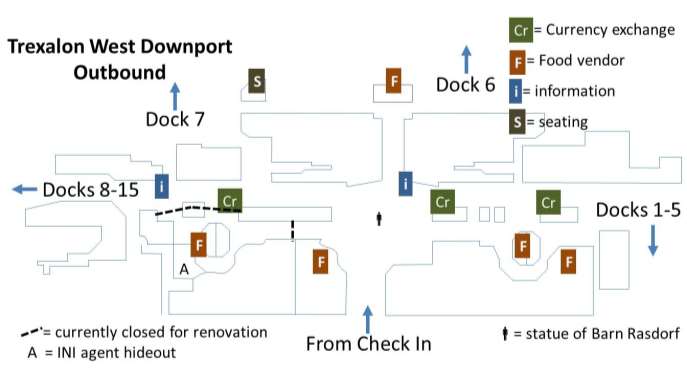 Trexalon West Downport
Outbound
Cr = Currency exchange
F = Food vendor
i = information
S = seating
S
F
Dock 6
Dock 7
Docks 8-15
i
i
Cr
Cr
Cr
Docks 1-5
F
F
F
F
A
From Check In
= currently closed for renovation
A = INI agent hideout
= statue of Barn Rasdorf